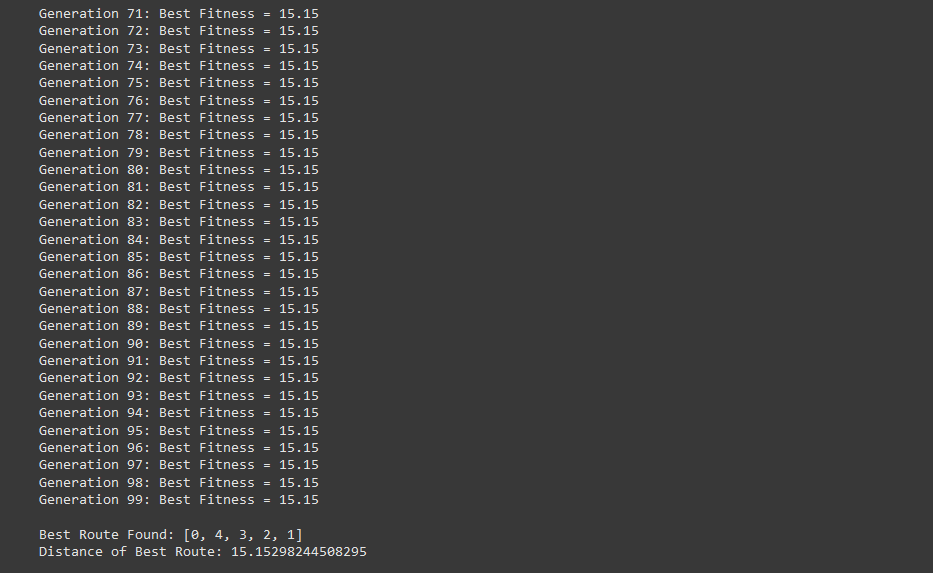 Generation 71: Best Fitness = 15.15
Generation 72: Best Fitness = 15.15
Generation 73: Best Fitness = 15.15
Generation 74: Best Fitness = 15.15
Generation 75: Best Fitness = 15.15
Generation 76: Best Fitness = 15.15
Generation 77: Best Fitness = 15.15
Generation 78: Best Fitness = 15.15
Generation 79: Best Fitness = 15.15
Generation 80: Best Fitness = 15.15
Generation 81: Best Fitness = 15.15
Generation 82: Best Fitness = 15.15
Generation 83: Best Fitness = 15.15
Generation 84: Best Fitness = 15.15
Generation 85: Best Fitness = 15.15
Generation 86: Best Fitness = 15.15
Generation 87: Best Fitness = 15.15
Generation 88: Best Fitness = 15.15
Generation 89: Best Fitness = 15.15
Generation 90: Best Fitness = 15.15
Generation 91: Best Fitness = 15.15
Generation 92: Best Fitness = 15.15
Generation 93: Best Fitness = 15.15
Generation 94: Best Fitness = 15.15
Generation 95: Best Fitness = 15.15
Generation 96: Best Fitness = 15.15
Generation 97: Best Fitness = 15.15
Generation 98: Best Fitness = 15.15
Generation 99: Best Fitness = 15.15
Best Route Found: [0, 4, 3, 2, 1]
Distance of Best Route: 15.15298244508295